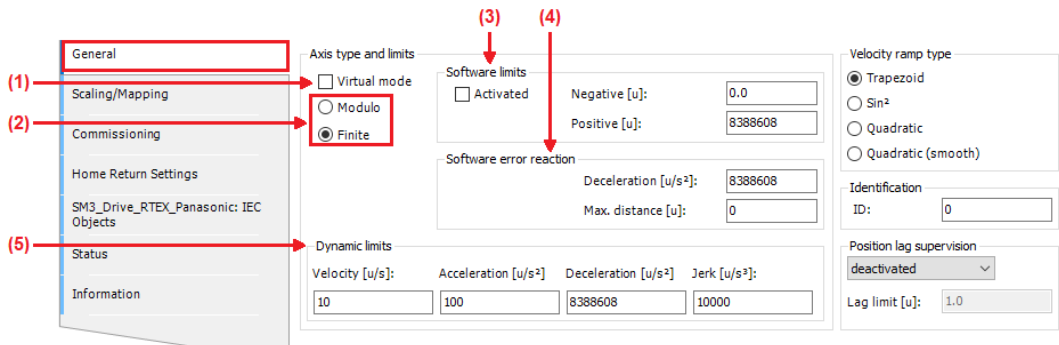 (3)
(4)
General
Axis type and limits
Velocity ramp type
(1)
Virtual mode
Software limits
Trapezoid
Scaling/Mapping
Activated
Negative [u]:
0.0
Modulo
Sin²
(2)
Positive [u]:
8388608
Commissioning
Finite
Quadratic
Quadratic (smooth)
Software error reaction
Home Return Settings
Deceleration [u/s²]:
8388608
Identification
SM3_Drive_RTEX_Panasonic: IEC
Objects
Max. distance [u]:
0
ID:
0
(5)
Status
Dynamic limits
Position lag supervision
Velocity [u/s]:
Acceleration [u/s²]
Deceleration [u/s²]
Jerk [u/s³]:
deactivated
Information
10
100
8388608
10000
Lag limit [u]:
1.0